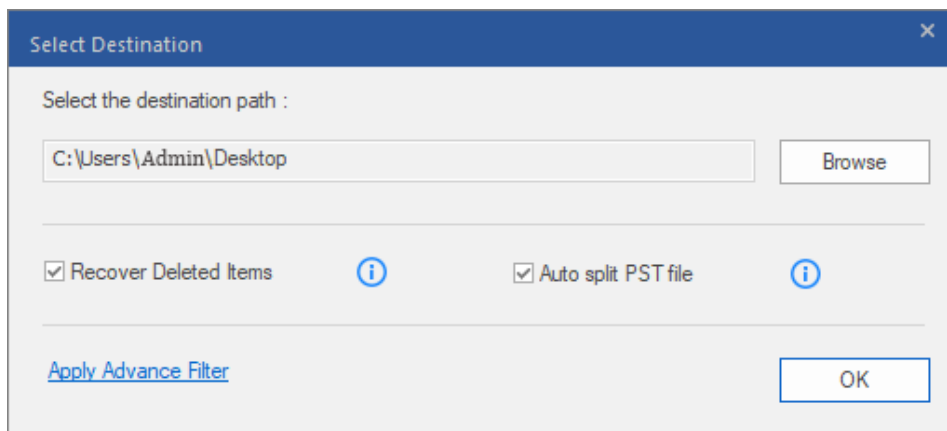 Select Destination
Select the destination path :
C:\Users\Admin\Desktop
Browse
Recover Deleted Items
Auto split PST file
Apply Advance Filter
OK